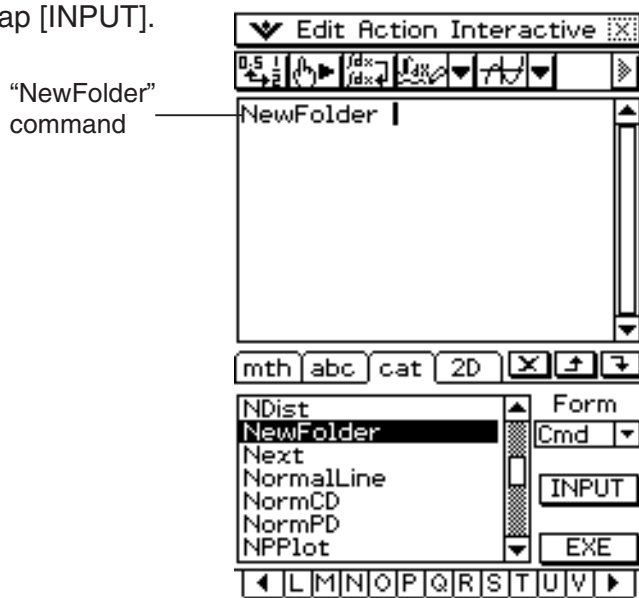 ap [INPUT].
Edit Action Interactive
"NewFolder"
command
NewFolder
mth abc cat 2D
NDist
NewFolder
Next
NormalLine
NormCD
NormPD
NPPlot
Form
Cmd
INPUT
EXE
L M N O P Q R S T U V